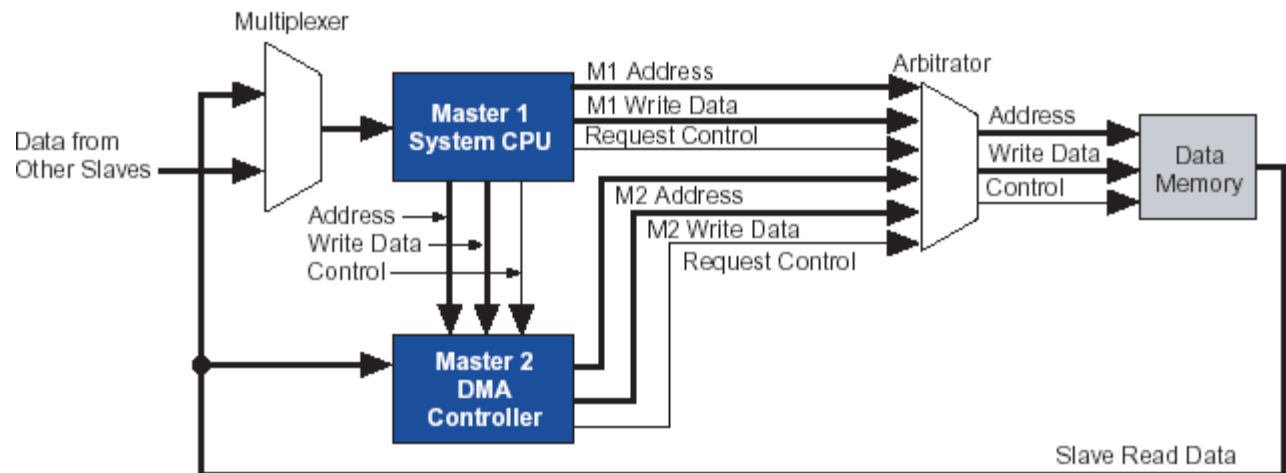 Multiplexer
Data from
Other Slaves
Master 1
System CPU
M1 Address
M1 Write Data
Request Control
Arbitrator
Address
Write Data
Control
Data
Memory
Address
Write Data
Control
M2 Address
M2 Write Data
Request Control
Master 2
DMA
Controller
Slave Read Data